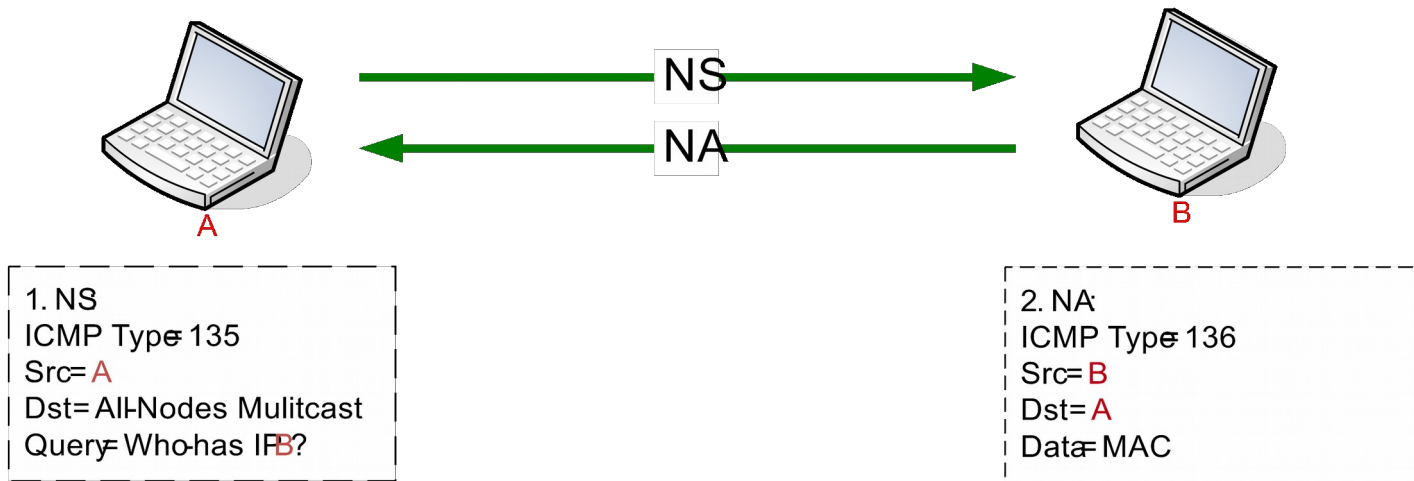 NS
NA
A
B
1. NS:
ICMP Type= 135
Src= A
Dst= All-Nodes Mulitcast
Query= Who-has IP B?
2. NA:
ICMP Type= 136
Src= B
Dst= A
Data= MAC